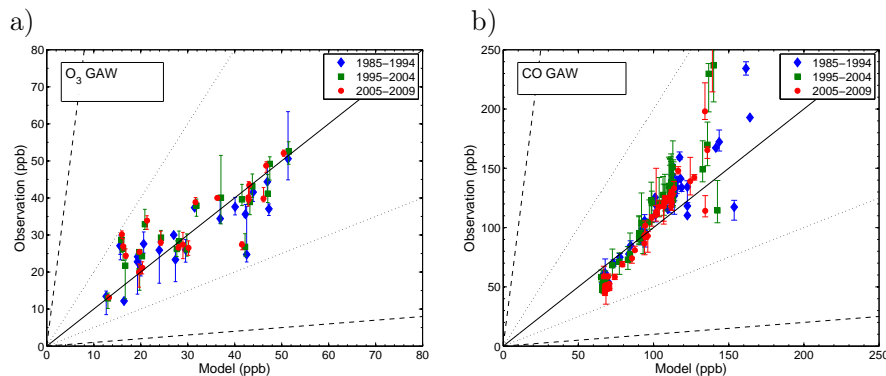 a)
80
70
60
50
40
30
20
10
0
Observation (ppb)
O3 GAW
1985−1994
1995−2004
2005−2009
0 10 20 30 40 50 60 70 80
Model (ppb)
b)
250
200
150
100
50
0
Observation (ppb)
CO GAW
1985−1994
1995−2004
2005−2009
0 50 100 150 200 250
Model (ppb)